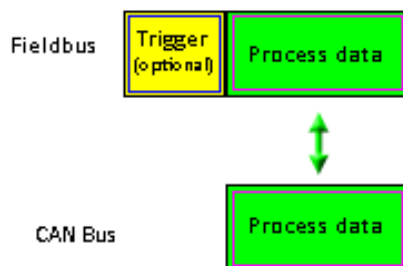 Fieldbus
Trigger
(optional)
Process data
CAN Bus
Process data